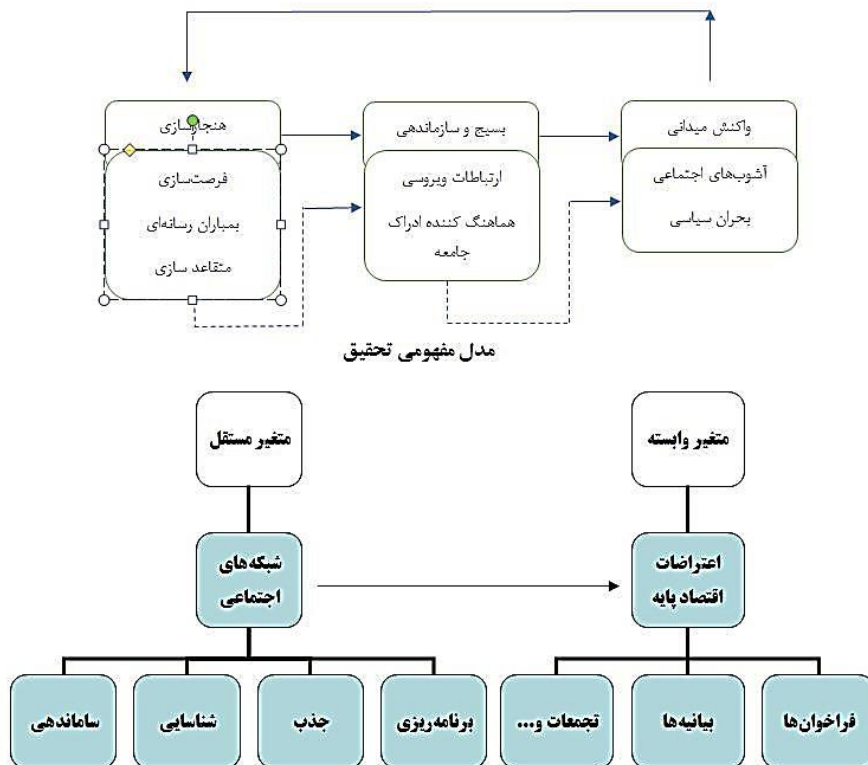 هنجارسازی
فرصت‌سازی
بمباران رسانه‌ای
متقاعد سازی
بسیج و سازماندهی
ارتباطات ویروسی
هماهنگ کننده ادراک
جامعه
واکنش میدانی
آشوب‌های اجتماعی
بحران سیاسی
مدل مفهومی تحقیق
متغیر وابسته
متغیر مستقل
اعتراضات
اقتصاد پایه
شبکه‌های
اجتماعی
فراخوان‌ها
بیانیه‌ها
تجمعات و...
برنامه‌ریزی
جذب
شناسایی
ساماندهی